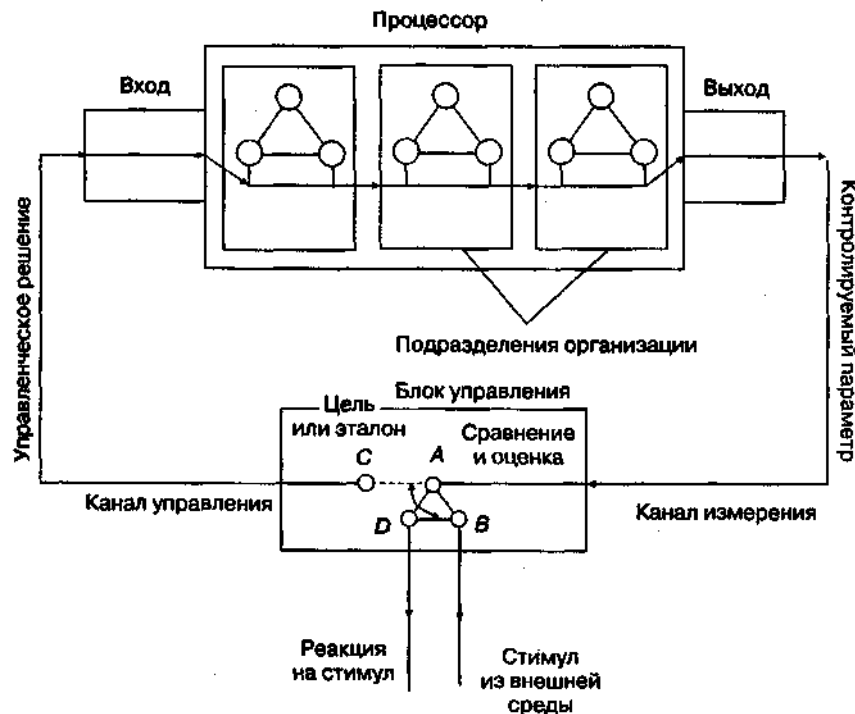 Процессор
Вход
Выход
Управленческое решение
Контролируемый параметр
Подразделения организации
Блок управления
Цель
или эталон
Сравнение
и оценка
C
A
D
B
Канал управления
Канал измерения
Реакция
на стимул
Стимул
из внешней
среды